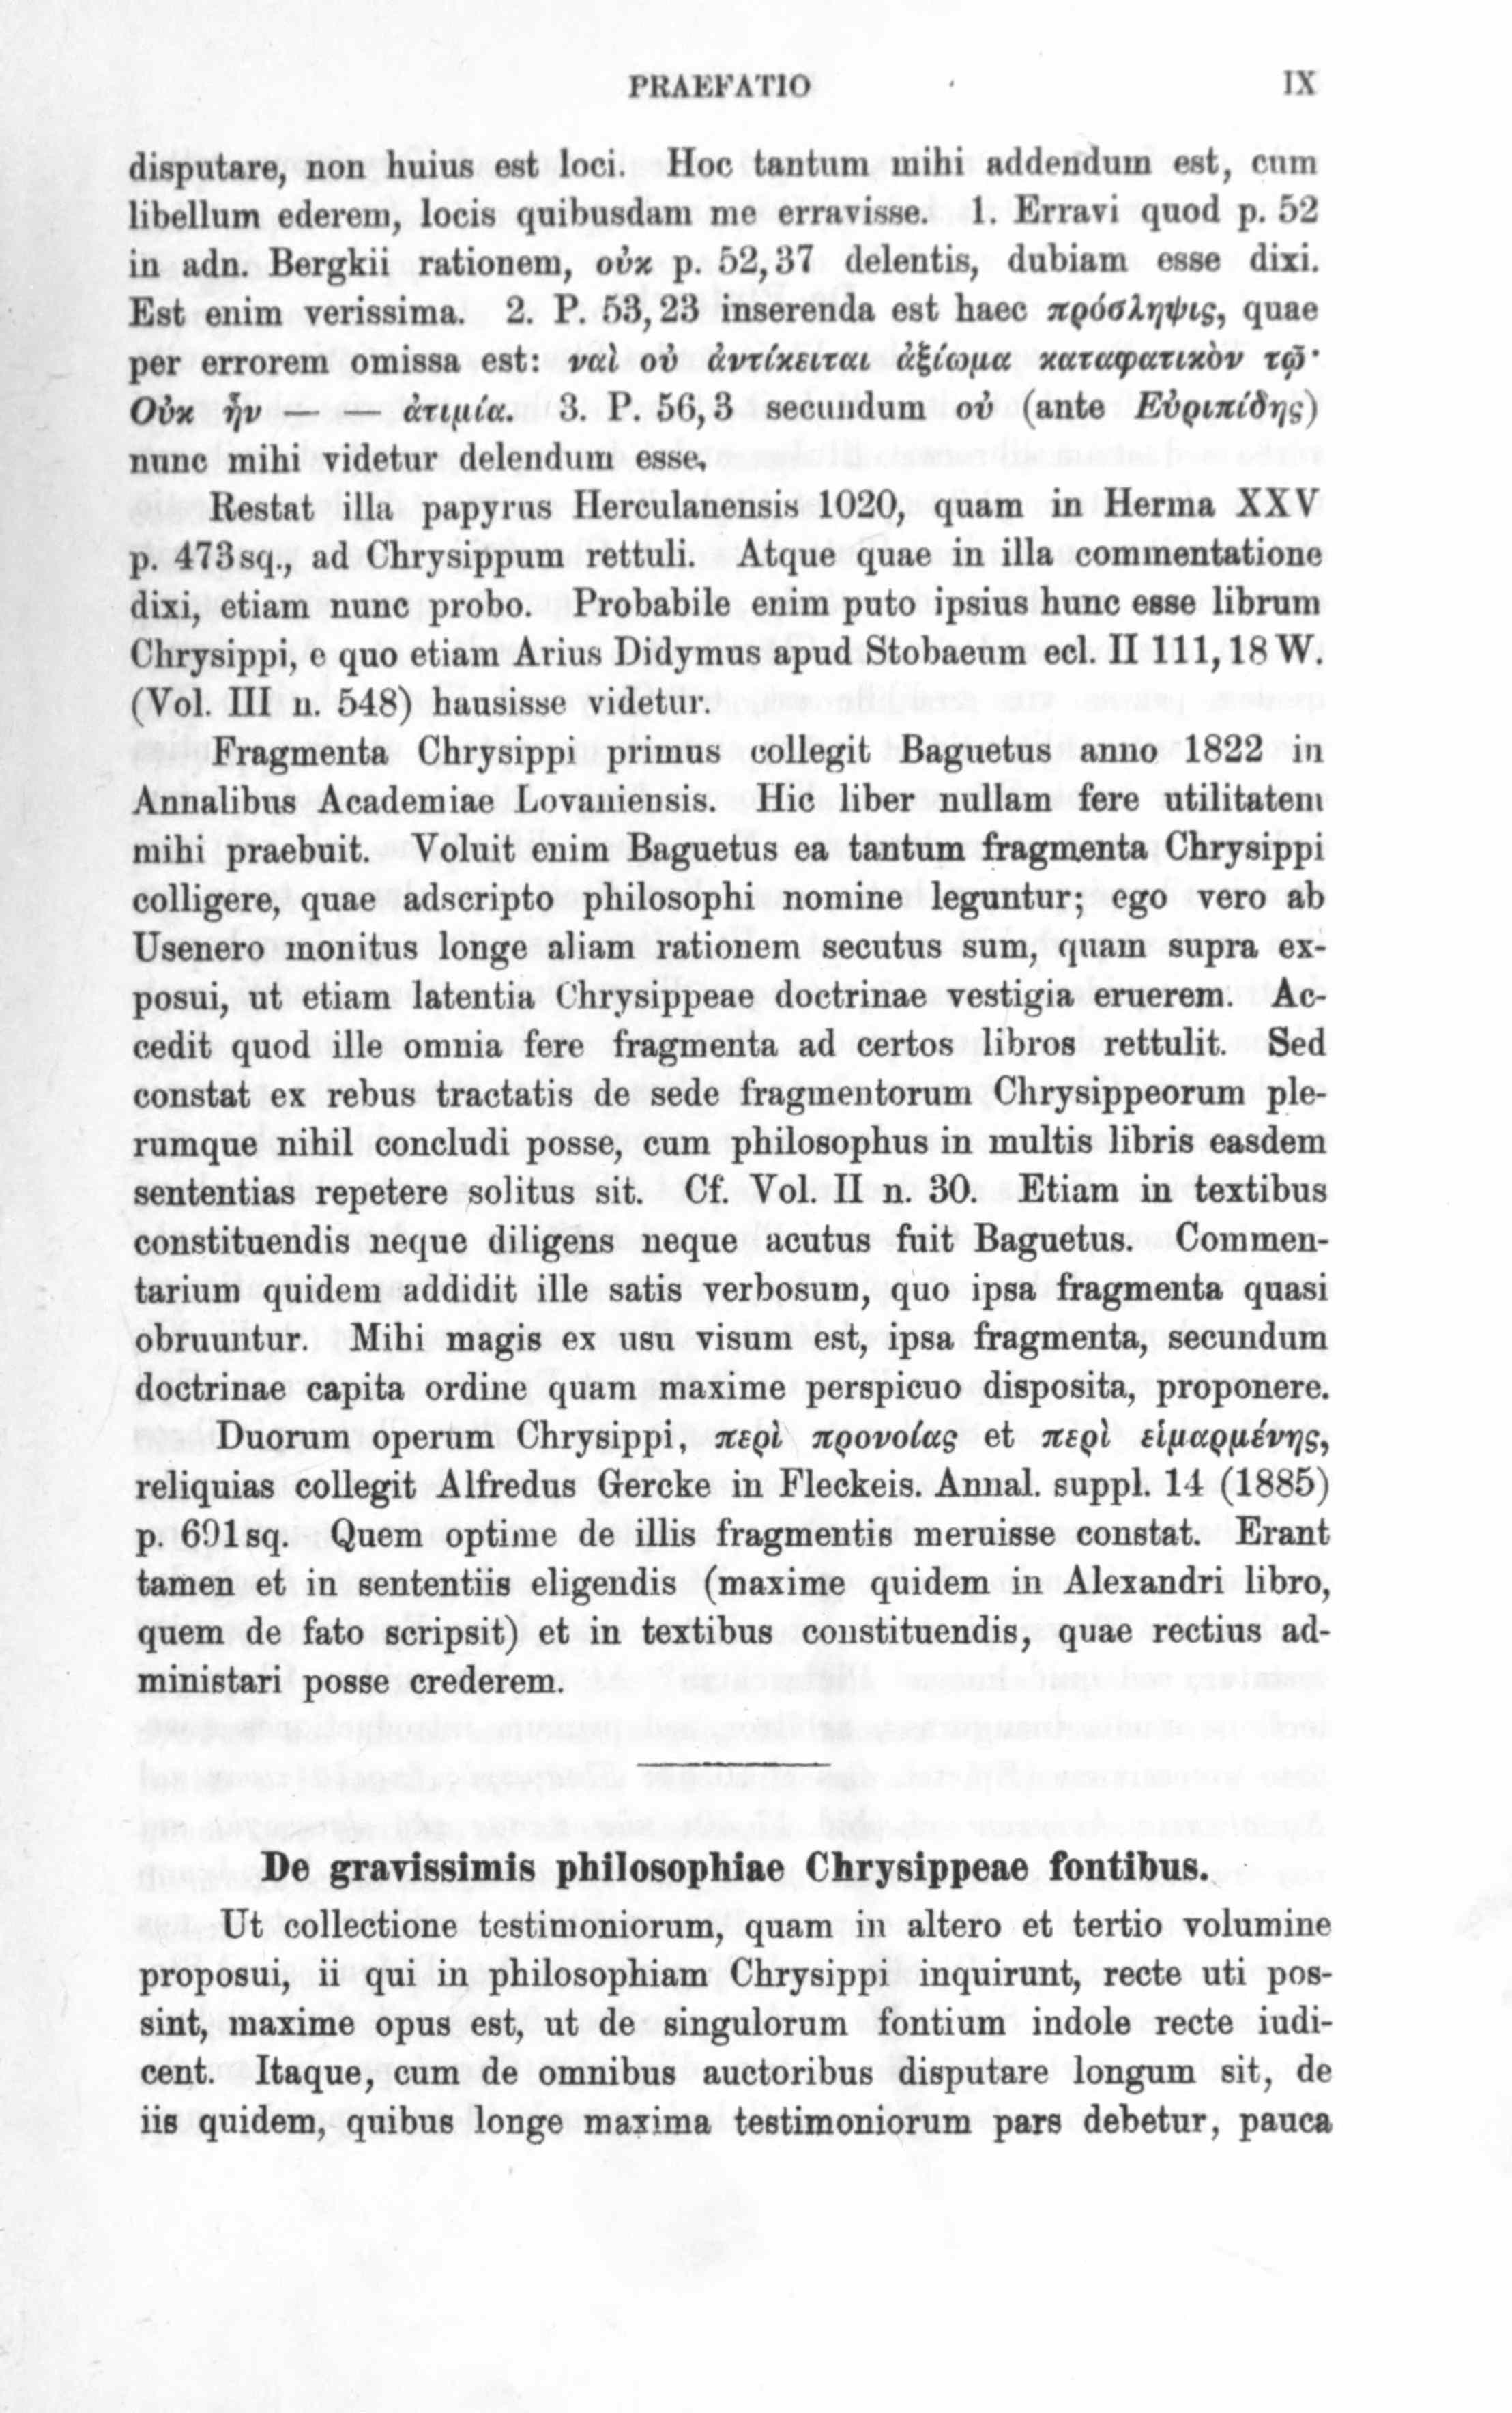 PRAEFATIO IX
disputare, non huius est loci. Hoc tantum mihi addendum est, cum
libellum ederem, locis quibusdam me erravisse. 1. Erravi quod p. 52
in adn. Bergkii rationem, οὐκ p. 52,37 delentis, dubiam esse dixi.
Est enim verissima. 2. P. 53,23 inserenda est haec πρόσληψις, quae
per errorem omissa est: ναὶ οὐ ἀντίκειται ἀξίωμα καταφατικὸν τῷ·
Οὐκ ἦν — — ἀτιμία. 3. P. 56,3 secundum οὐ (ante Εὐριπίδης)
nunc mihi videtur delendum esse.
Restat illa papyrus Herculanensis 1020, quam in Herma XXV
p. 473sq., ad Chrysippum rettuli. Atque quae in illa commentatione
dixi, etiam nunc probo. Probabile enim puto ipsius hunc esse librum
Chrysippi, e quo etiam Arius Didymus apud Stobaeum ecl. II 111,18 W.
(Vol. III n. 548) hausisse videtur.
Fragmenta Chrysippi primus collegit Baguetus anno 1822 in
Annalibus Academiae Lovaniensis. Hic liber nullam fere utilitatem
mihi praebuit. Voluit enim Baguetus ea tantum fragmenta Chrysippi
colligere, quae adscripto philosophi nomine leguntur; ego vero ab
Usenero monitus longe aliam rationem secutus sum, quam supra ex-
posui, ut etiam latentia Chrysippeae doctrinae vestigia eruerem. Ac-
cedit quod ille omnia fere fragmenta ad certos libros rettulit. Sed
constat ex rebus tractatis de sede fragmentorum Chrysippeorum ple-
rumque nihil concludi posse, cum philosophus in multis libris easdem
sententias repetere solitus sit. Cf. Vol. II n. 30. Etiam in textibus
constituendis neque diligens neque acutus fuit Baguetus. Commen-
tarium quidem addidit ille satis verbosum, quo ipsa fragmenta quasi
obruuntur. Mihi magis ex usu visum est, ipsa fragmenta, secundum
doctrinae capita ordine quam maxime perspicuo disposita, proponere.
Duorum operum Chrysippi, περὶ προνοίας et περὶ εἱμαρμένης,
reliquias collegit Alfredus Gercke in Fleckeis. Annal. suppl. 14 (1885)
p. 691sq. Quem optime de illis fragmentis meruisse constat. Erant
tamen et in sententiis eligendis (maxime quidem in Alexandri libro,
quem de fato scripsit) et in textibus constituendis, quae rectius ad-
ministari posse crederem.
De gravissimis philosophiae Chrysippeae fontibus.
Ut collectione testimoniorum, quam in altero et tertio volumine
proposui, ii qui in philosophiam Chrysippi inquirunt, recte uti pos-
sint, maxime opus est, ut de singulorum fontium indole recte iudi-
cent. Itaque, cum de omnibus auctoribus disputare longum sit, de
iis quidem, quibus longe maxima testimoniorum pars debetur, pauca